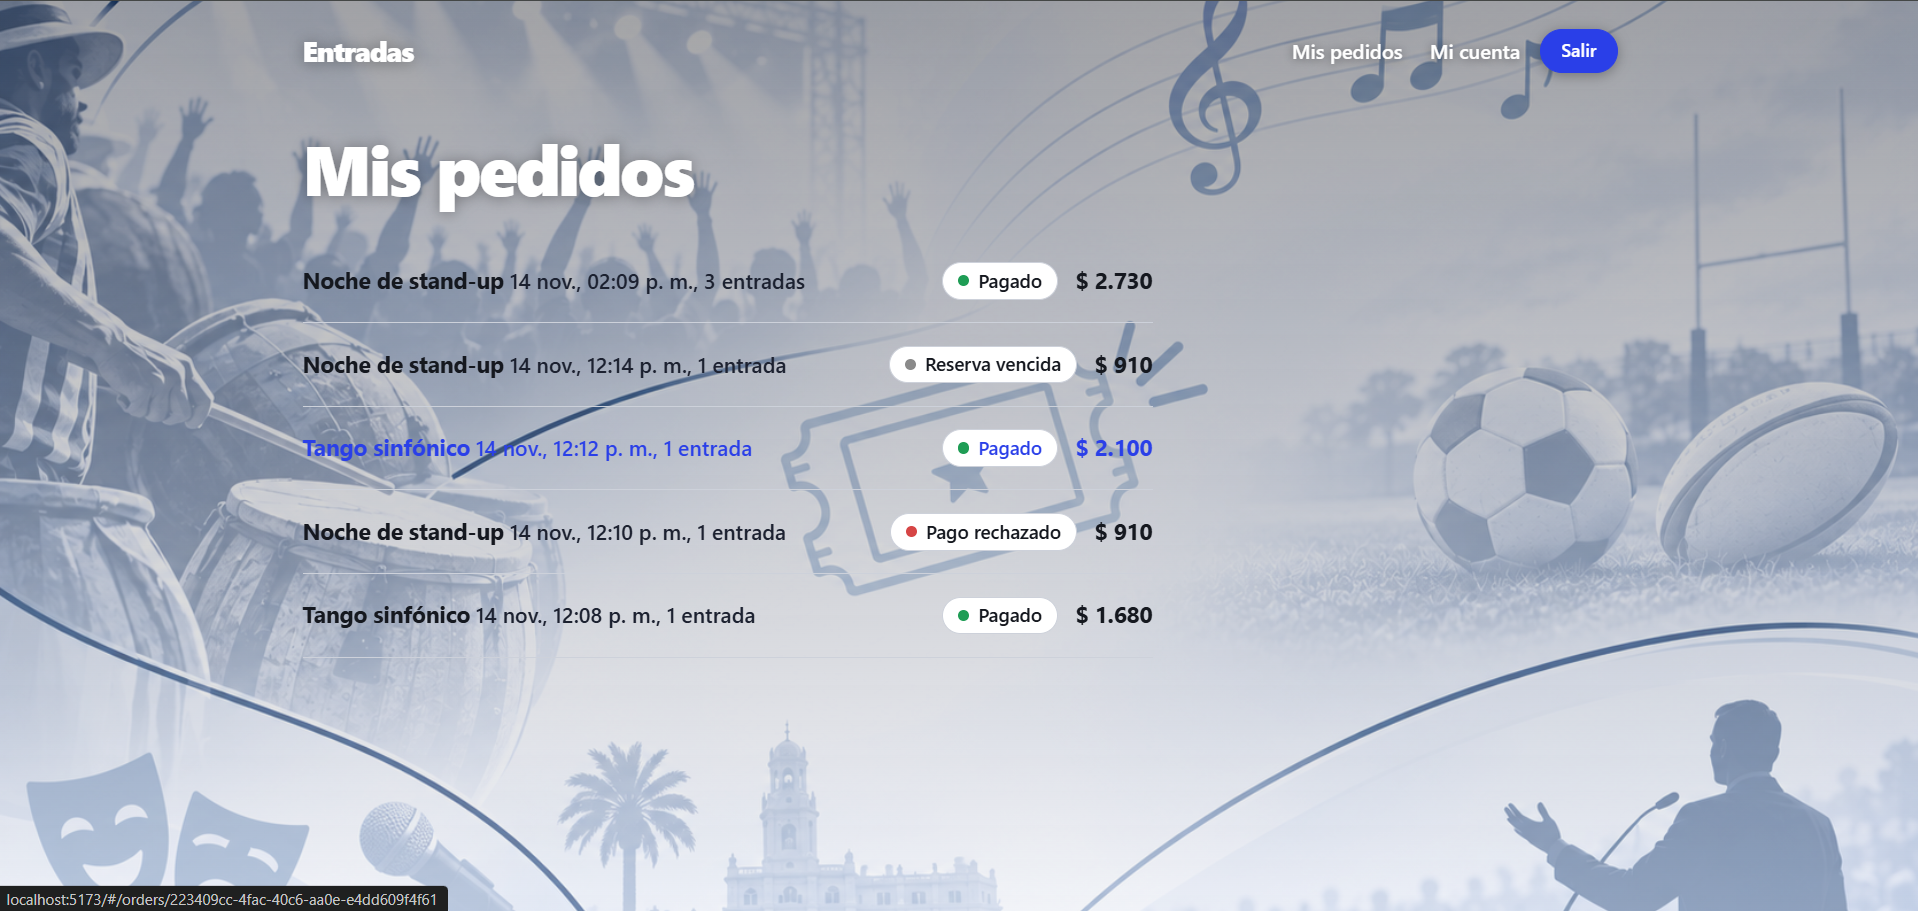 Entradas
Mis pedidos Mi cuenta Salir
Mis pedidos
Noche de stand-up 14 nov., 02:09 p. m., 3 entradas Pagado $ 2.730
Noche de stand-up 14 nov., 12:14 p. m., 1 entrada Reserva vencida $ 910
Tango sinfónico 14 nov., 12:12 p. m., 1 entrada Pagado $ 2.100
Noche de stand-up 14 nov., 12:10 p. m., 1 entrada Pago rechazado $ 910
Tango sinfónico 14 nov., 12:08 p. m., 1 entrada Pagado $ 1.680
localhost:5173/#/orders/223409cc-4fac-40c6-aa0e-e4dd609f4f61